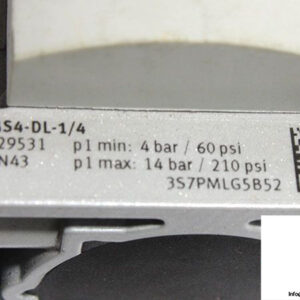 S4-DL-1/4
29531 p1 min: 4 bar / 60 psi
N43 p1 max: 14 bar / 210 psi
3S7PMLG5B52
Info